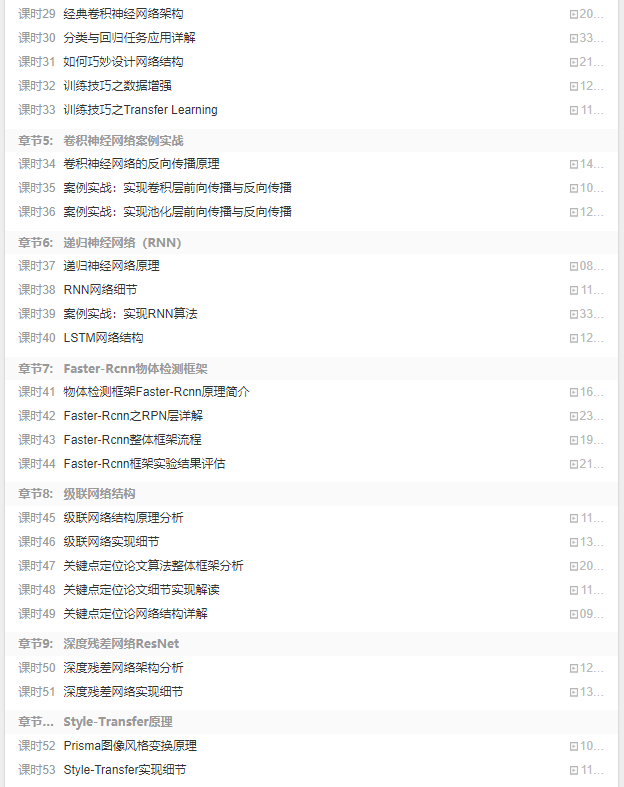 课时29 经典卷积神经网络架构 20...
课时30 分类与回归任务应用详解 33...
课时31 如何巧妙设计网络结构 21...
课时32 训练技巧之数据增强 12...
课时33 训练技巧之Transfer Learning 11...
章节5: 卷积神经网络案例实战
课时34 卷积神经网络的反向传播原理 14...
课时35 案例实战：实现卷积层前向传播与反向传播 10...
课时36 案例实战：实现池化层前向传播与反向传播 12...
章节6: 递归神经网络（RNN）
课时37 递归神经网络原理 08...
课时38 RNN网络细节 11...
课时39 案例实战：实现RNN算法 33...
课时40 LSTM网络结构 12...
章节7: Faster-Rcnn物体检测框架
课时41 物体检测框架Faster-Rcnn原理简介 16...
课时42 Faster-Rcnn之RPN层详解 23...
课时43 Faster-Rcnn整体框架流程 19...
课时44 Faster-Rcnn框架实验结果评估 21...
章节8: 级联网络结构
课时45 级联网络结构原理分析 11...
课时46 级联网络实现细节 13...
课时47 关键点定位论文算法整体框架分析 20...
课时48 关键点定位论文细节实现解读 11...
课时49 关键点定位论网络结构详解 09...
章节9: 深度残差网络ResNet
课时50 深度残差网络架构分析 12...
课时51 深度残差网络实现细节 13...
章节... Style-Transfer原理
课时52 Prisma图像风格变换原理 10...
课时53 Style-Transfer实现细节 11...